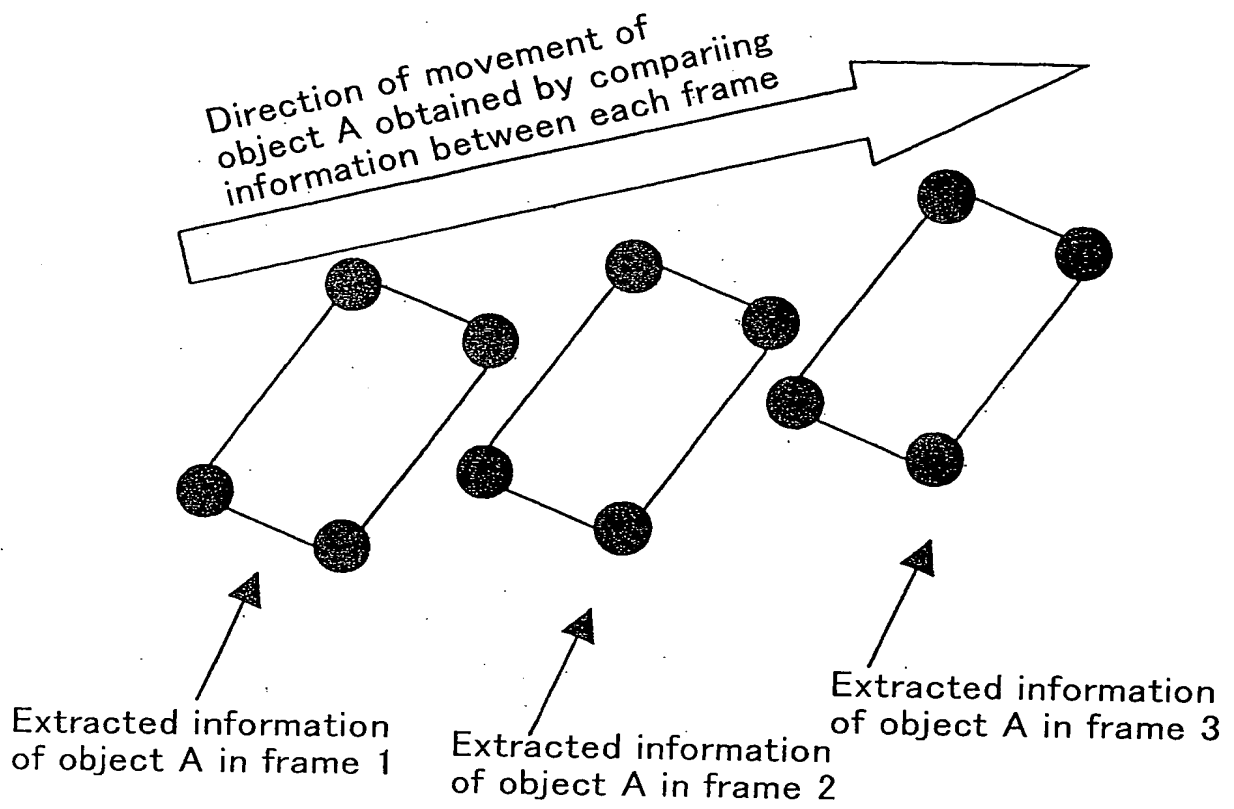 Direction of movement of
object A obtained by compariing
information between each frame
Extracted information
of object A in frame 1
Extracted information
of object A in frame 2
Extracted information
of object A in frame 3